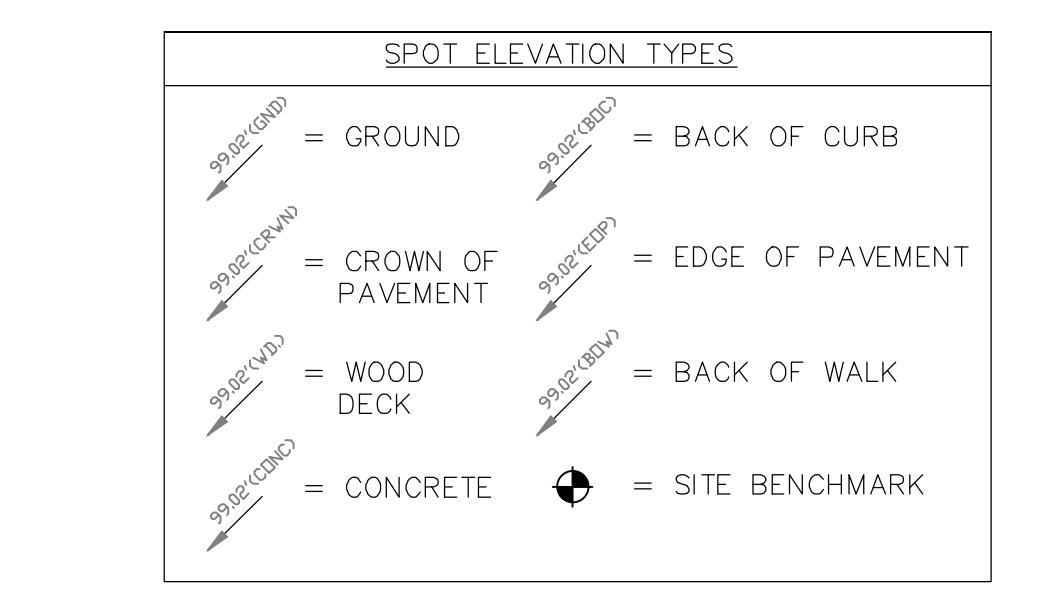 SPOT ELEVATION TYPES
99.02'(GND)
= GROUND
99.02'(BOC)
= BACK OF CURB
99.02'(CRWN)
= CROWN OF
PAVEMENT
99.02'(EOP)
= EDGE OF PAVEMENT
99.02'(WD.)
= WOOD
DECK
99.02'(BOW)
= BACK OF WALK
99.02'(CONC)
= CONCRETE
= SITE BENCHMARK